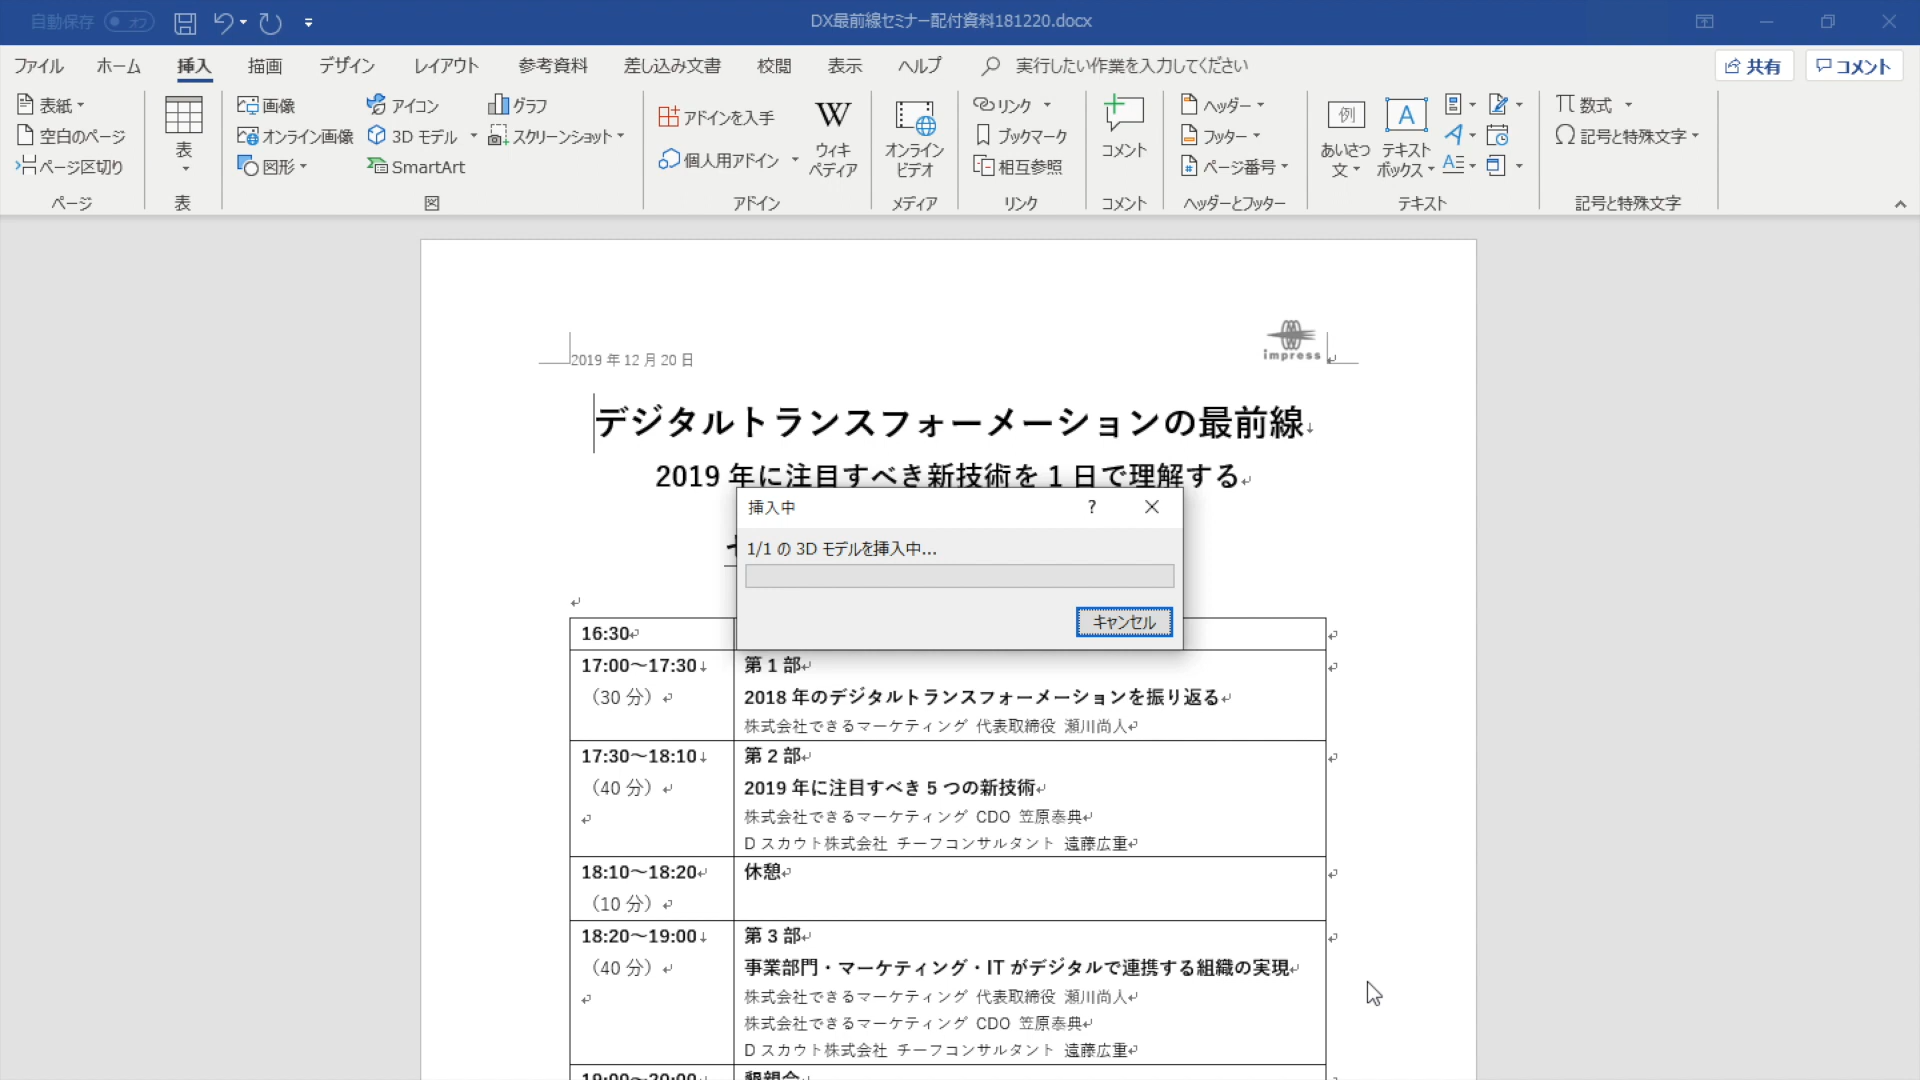 自動保存 オフ
DX最前線セミナー配付資料181220.docx
ファイル ホーム 挿入 描画 デザイン レイアウト 参考資料 差し込み文書 校閲 表示 ヘルプ 実行したい作業を入力してください
共有 コメント
表紙
空白のページ
ページ区切り
ページ
表
表
画像
オンライン画像
図形
アイコン
3D モデル
SmartArt
グラフ
スクリーンショット
図
アドインを入手
個人用アドイン
W
ウィキ
ペディア
アドイン
オンライン
ビデオ
メディア
リンク
ブックマーク
相互参照
リンク
コメント
コメント
ヘッダー
フッター
ページ番号
ヘッダーとフッター
例
あいさつ
文
テキスト
ボックス
テキスト
数式
記号と特殊文字
記号と特殊文字
2019 年 12 月 20 日
impress
デジタルトランスフォーメーションの最前線
2019 年に注目すべき新技術を 1 日で理解する
挿入中
1/1 の 3D モデルを挿入中...
キャンセル
16:30
17:00～17:30
（30 分）
第 1 部
2018 年のデジタルトランスフォーメーションを振り返る
株式会社できるマーケティング 代表取締役 瀬川尚人
17:30～18:10
（40 分）
第 2 部
2019 年に注目すべき 5 つの新技術
株式会社できるマーケティング CDO 笠原泰典
D スカウト株式会社 チーフコンサルタント 遠藤広重
18:10～18:20
（10 分）
休憩
18:20～19:00
（40 分）
第 3 部
事業部門・マーケティング・IT がデジタルで連携する組織の実現
株式会社できるマーケティング 代表取締役 瀬川尚人
株式会社できるマーケティング CDO 笠原泰典
D スカウト株式会社 チーフコンサルタント 遠藤広重
19:00～20:00
懇親会